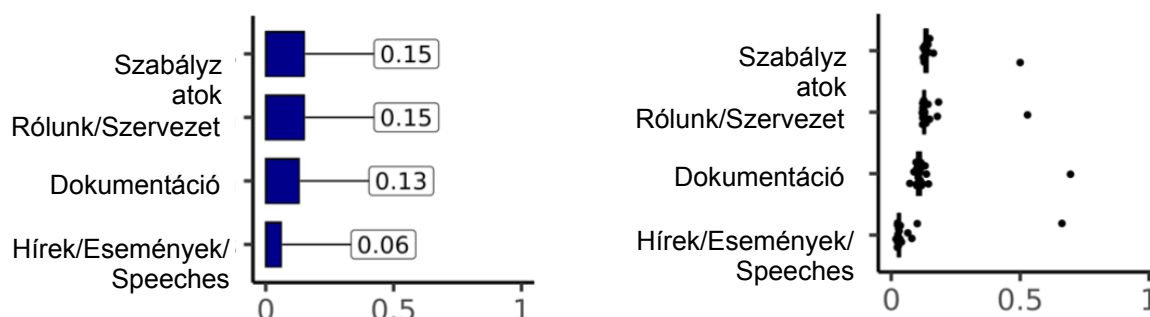 Szabályz
atok
0.15
Rólunk/Szervezet
0.15
Dokumentáció
0.13
Hírek/Események/
Speeches
0.06
0 0.5 1
Szabályz
atok
Rólunk/Szervezet
Dokumentáció
Hírek/Események/
Speeches
0 0.5 1